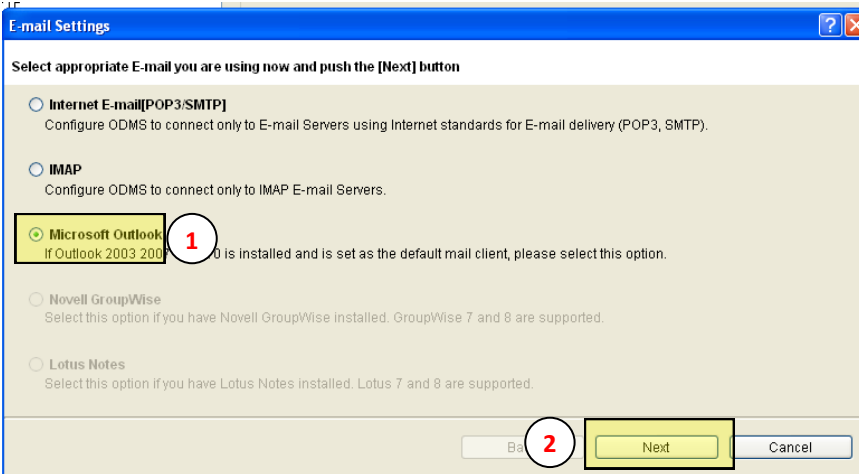 E-mail Settings
Select appropriate E-mail you are using now and push the [Next] button
Internet E-mail[POP3/SMTP]
Configure ODMS to connect only to E-mail Servers using Internet standards for E-mail delivery (POP3, SMTP).
IMAP
Configure ODMS to connect only to IMAP E-mail Servers.
Microsoft Outlook
1
If Outlook 2003 is installed and is set as the default mail client, please select this option.
Novell GroupWise
Select this option if you have Novell GroupWise installed. GroupWise 7 and 8 are supported.
Lotus Notes
Select this option if you have Lotus Notes installed. Lotus 7 and 8 are supported.
2
Next
Cancel